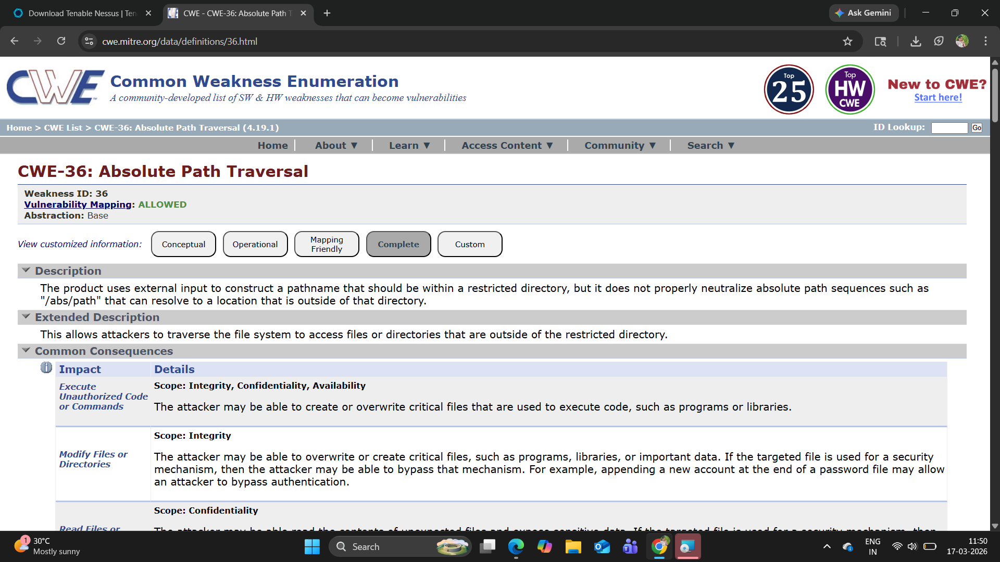 Download Tenable Nessus | Ten
CWE - CWE-36: Absolute Path T
Ask Gemini
cwe.mitre.org/data/definitions/36.html
CWE
Common Weakness Enumeration
A community-developed list of SW & HW weaknesses that can become vulnerabilities
Top
25
Top
HW
CWE
New to CWE?
Start here!
Home > CWE List > CWE-36: Absolute Path Traversal (4.19.1)
ID Lookup:
Go
Home
About ▼
Learn ▼
Access Content ▼
Community ▼
Search ▼
CWE-36: Absolute Path Traversal
Weakness ID: 36
Vulnerability Mapping: ALLOWED
Abstraction: Base
View customized information:
Conceptual
Operational
Mapping
Friendly
Complete
Custom
Description
The product uses external input to construct a pathname that should be within a restricted directory, but it does not properly neutralize absolute path sequences such as
"/abs/path" that can resolve to a location that is outside of that directory.
Extended Description
This allows attackers to traverse the file system to access files or directories that are outside of the restricted directory.
Common Consequences
Impact
Details
Execute
Unauthorized Code
or Commands
Scope: Integrity, Confidentiality, Availability
The attacker may be able to create or overwrite critical files that are used to execute code, such as programs or libraries.
Modify Files or
Directories
Scope: Integrity
The attacker may be able to overwrite or create critical files, such as programs, libraries, or important data. If the targeted file is used for a security
mechanism, then the attacker may be able to bypass that mechanism. For example, appending a new account at the end of a password file may allow
an attacker to bypass authentication.
Read Files or
Scope: Confidentiality
The attacker may be able read the contents of unexpected files and expose sensitive data. If the targeted file is used for a security mechanism, then
1
30°C
Mostly sunny
Search
ENG
IN
11:50
17-03-2026